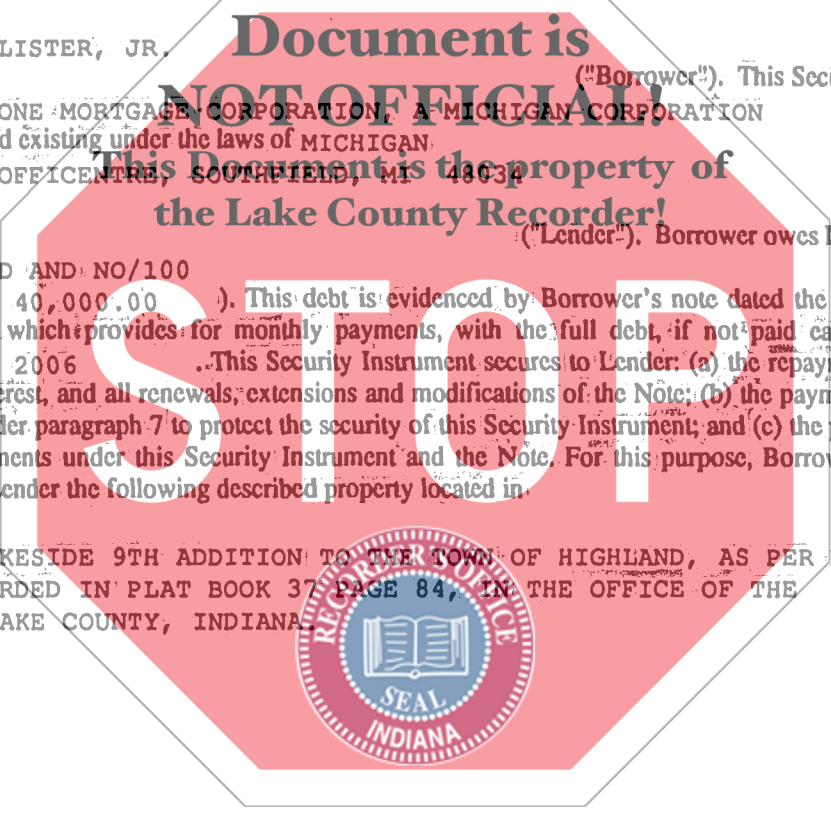 Document is
LISTER, JR.
("Borrower"). This Secu
NOT OFFICIAL!
ONE MORTGAGE CORPORATION, A MICHIGAN CORPORATION
d existing under the laws of MICHIGAN
This Document is the property of
OFFICENTRE, SOUTHFIELD, MI 48034
the Lake County Recorder!
("Lender"). Borrower owes
D AND NO/100
40,000.00 ). This debt is evidenced by Borrower's note dated the
which provides for monthly payments, with the full debt, if not paid ea
2006 .This Security Instrument secures to Lender: (a) the repay
erest, and all renewals, extensions and modifications of the Note; (b) the paym
der paragraph 7 to protect the security of this Security Instrument; and (c) the
STOP
nents under this Security Instrument and the Note. For this purpose, Borrow
ender the following described property located in
KESIDE 9TH ADDITION TO THE TOWN OF HIGHLAND, AS PER
RDED IN PLAT BOOK 37 PAGE 84, IN THE OFFICE OF THE
AKE COUNTY, INDIANA.
RECORDER'S OFFICE
SEAL
INDIANA